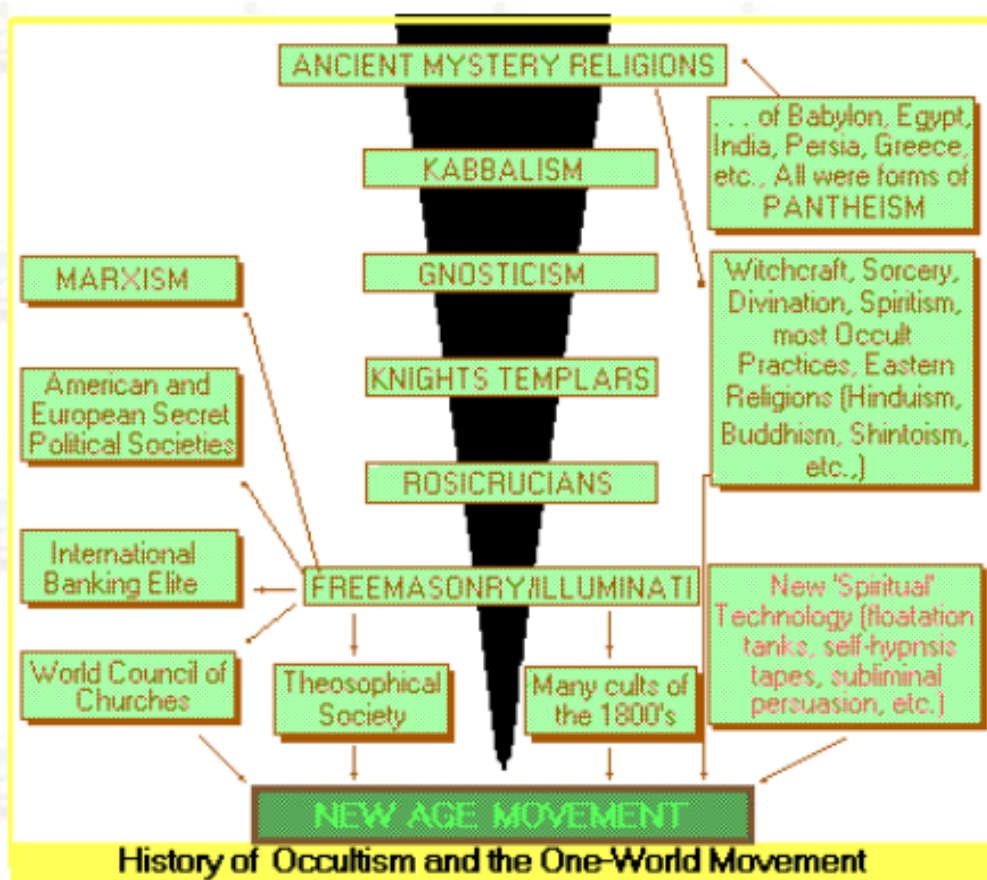 ANCIENT MYSTERY RELIGIONS
. . . of Babylon, Egypt,
India, Persia, Greece,
etc., All were forms of
PANTHEISM
KABBALISM
GNOSTICISM
MARXISM
Witchcraft, Sorcery,
Divination, Spiritism,
most Occult
Practices, Eastern
Religions (Hinduism,
Buddhism, Shintoism,
etc.,)
KNIGHTS TEMPLARS
American and
European Secret
Political Societies
ROSICRUCIANS
International
Banking Elite
FREEMASONRY/ILLUMINATI
New 'Spiritual'
Technology (floatation
tanks, self-hypnsis
tapes, subliminal
persuasion, etc.)
World Council of
Churches
Theosophical
Society
Many cults of
the 1800's
NEW AGE MOVEMENT
History of Occultism and the One-World Movement